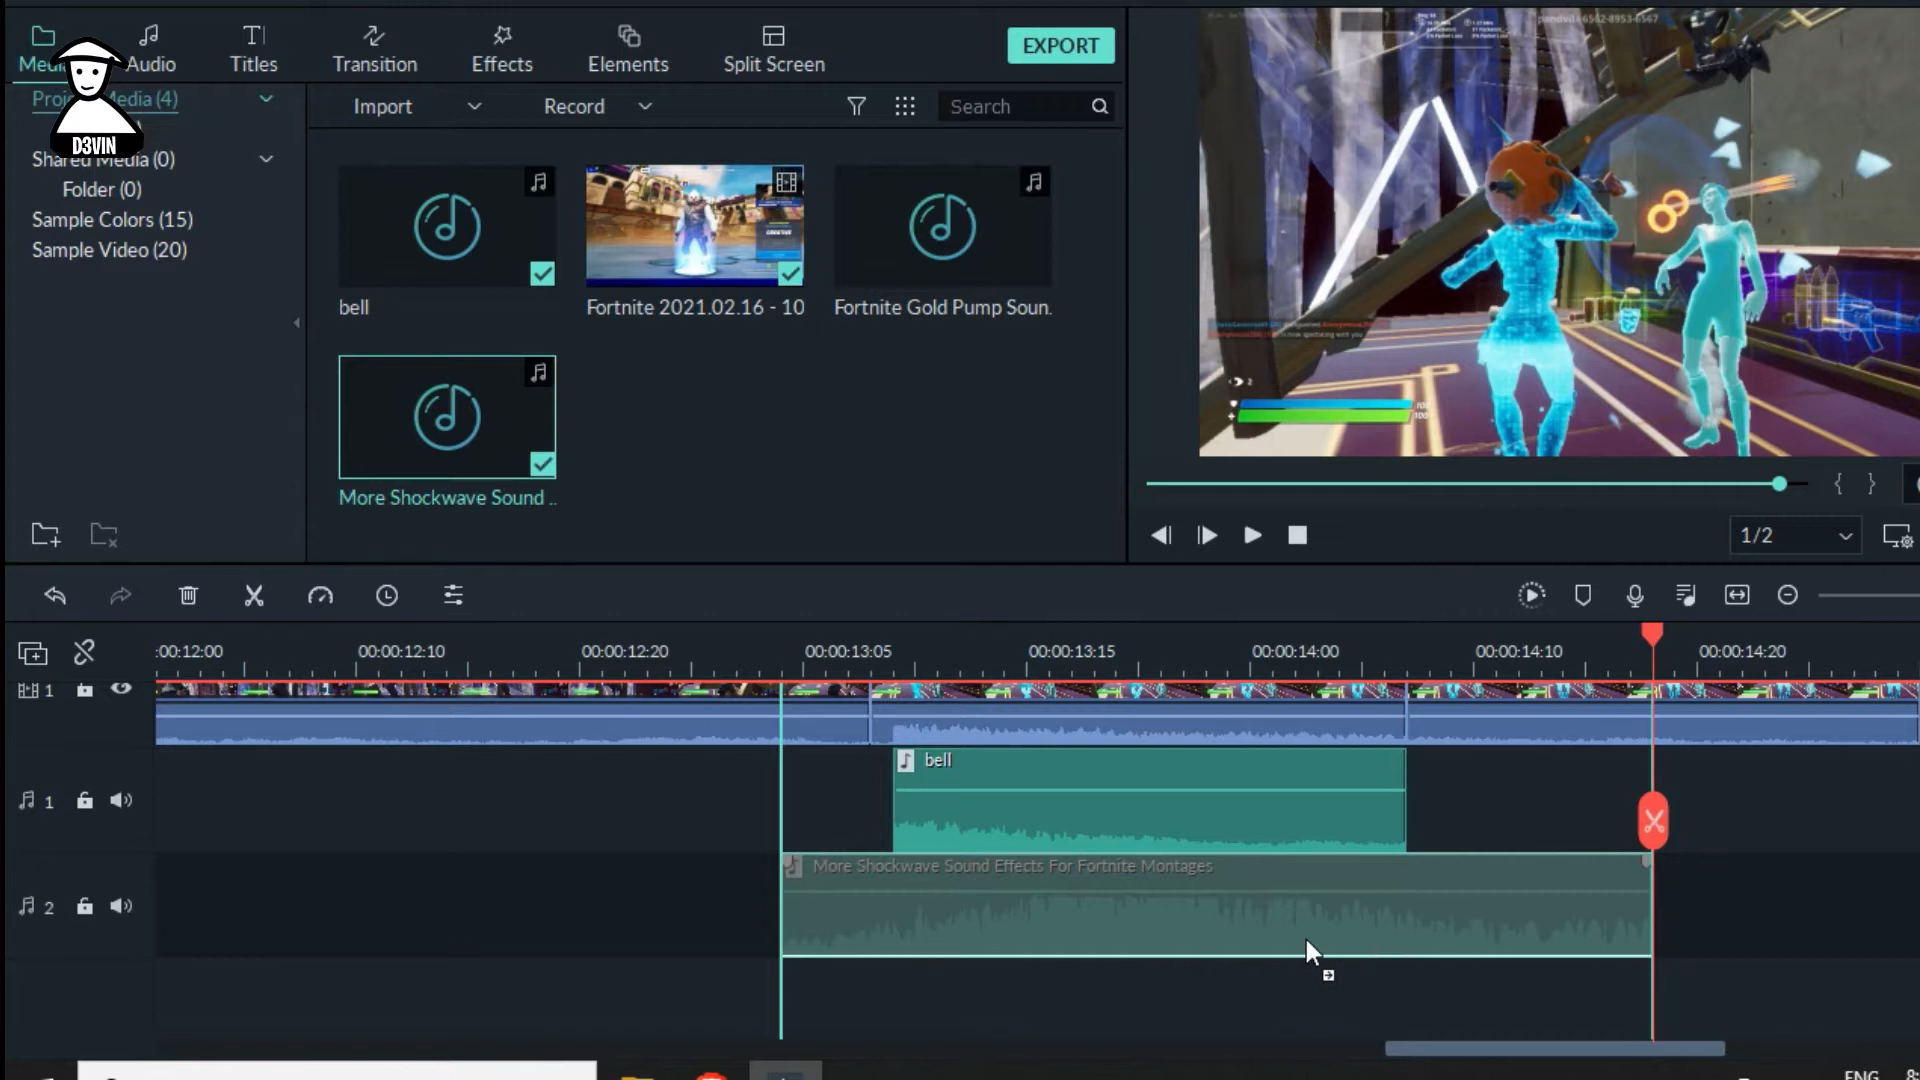 Audio
Titles
Transition
Effects
Elements
Split Screen
EXPORT
D3VIN
Shared Media (0)
Folder (0)
Sample Colors (15)
Sample Video (20)
Import
Record
Search
bell
Fortnite 2021.02.16 - 10
Fortnite Gold Pump Soun.
More Shockwave Sound ..
1/2
:00:12:00
00:00:12:10
00:00:12:20
00:00:13:05
00:00:13:15
00:00:14:00
00:00:14:10
00:00:14:20
1
bell
1
More Shockwave Sound Effects For Fortnite Montages
2
ENG